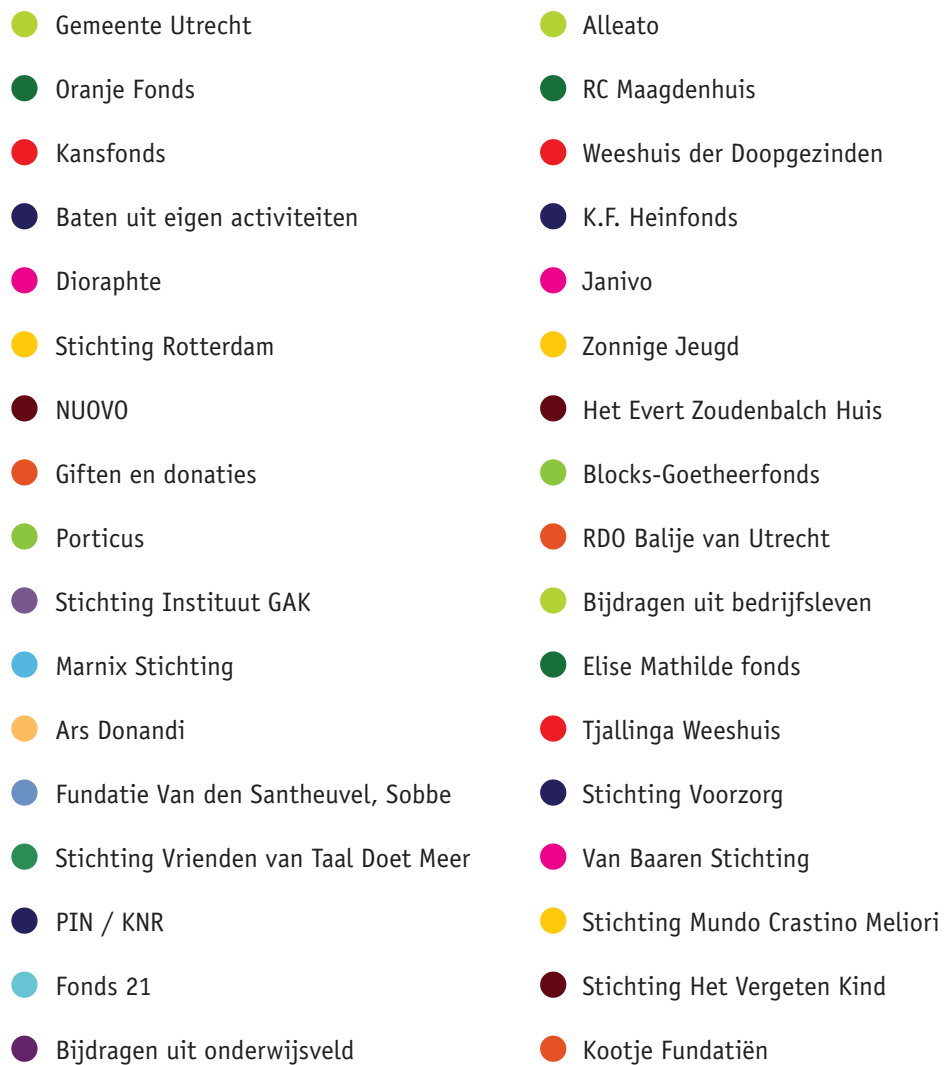 Gemeente Utrecht
Oranje Fonds
Kansfonds
Baten uit eigen activiteiten
Dioraphte
Stichting Rotterdam
NUOVO
Giften en donaties
Porticus
Stichting Instituut GAK
Marnix Stichting
Ars Donandi
Fundatie Van den Santheuvel, Sobbe
Stichting Vrienden van Taal Doet Meer
PIN / KNR
Fonds 21
Bijdragen uit onderwijsveld
Alleato
RC Maagdenhuis
Weeshuis der Doopgezinden
K.F. Heinfonds
Janivo
Zonnige Jeugd
Het Evert Zoudenbalch Huis
Blocks-Goetheerfonds
RDO Balije van Utrecht
Bijdragen uit bedrijfsleven
Elise Mathilde fonds
Tjallinga Weeshuis
Stichting Voorzorg
Van Baaren Stichting
Stichting Mundo Crastino Meliori
Stichting Het Vergeten Kind
Kootje Fundatiën